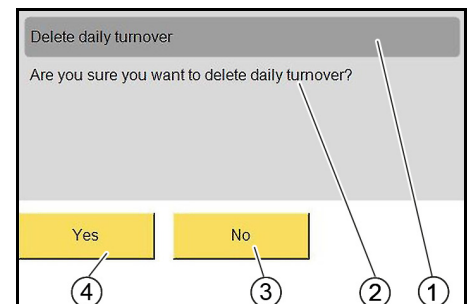 Delete daily turnover
Are you sure you want to delete daily turnover?
Yes
No
4
3
2
1